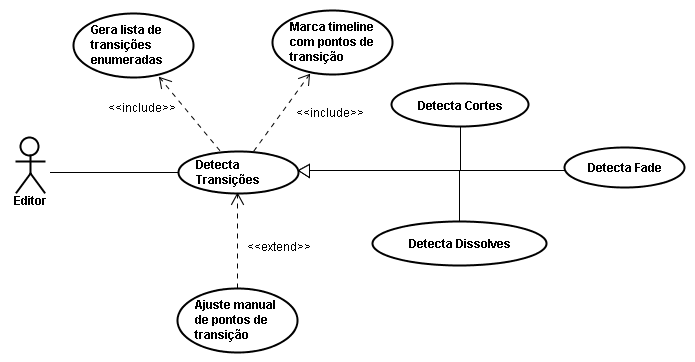 Gera lista de
transições
enumeradas
Marca timeline
com pontos de
transição
<<include>>
<<include>>
Detecta Cortes
Detecta
Transições
Detecta Fade
Editor
Detecta Dissolves
<<extend>>
Ajuste manual
de pontos de
transição